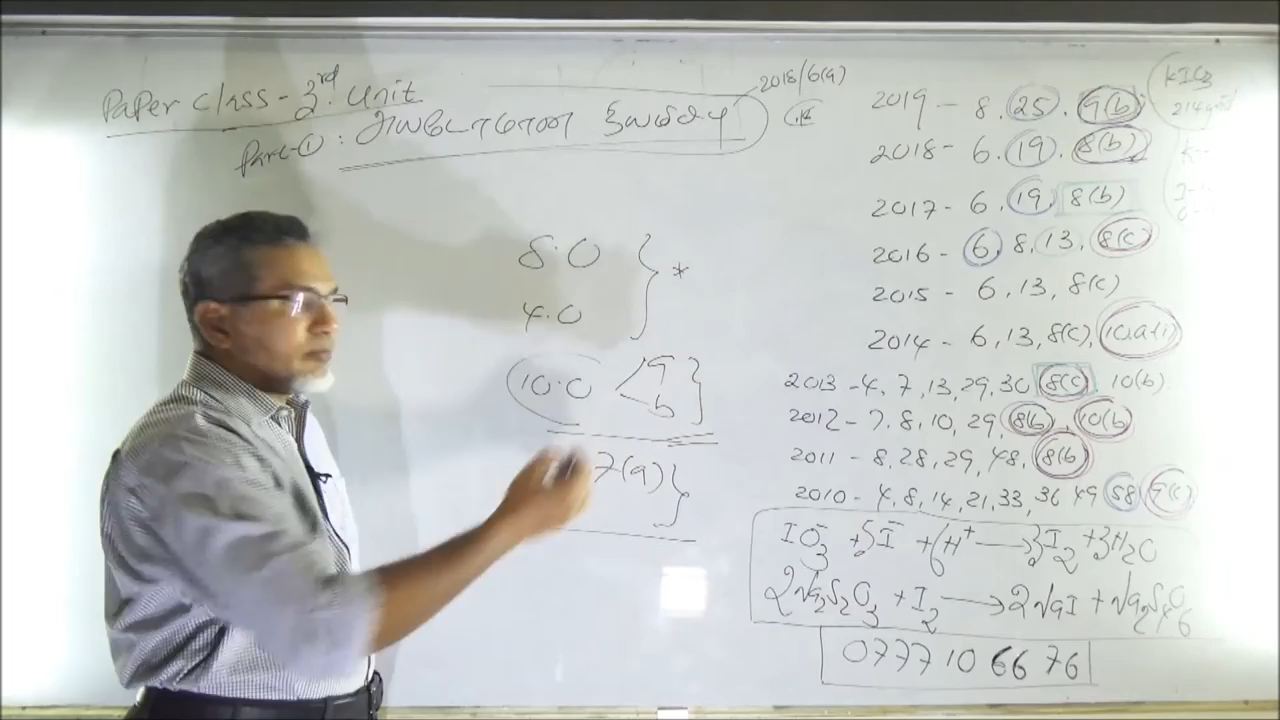 Paper Class - 3rd Unit
Part-①:
2018/6(a)
8.0
4.0
} *
10.0 < a
b }
7(a) }
2019 - 8. 25. 9(b)
2018 - 6. 19. 8(b)
2017 - 6. 19. 8(b)
2016 - 6, 8, 13, 8(c)
2015 - 6, 13, 8(c)
2014 - 6, 13, 8(c),
2013 - 4, 7, 13, 29, 30 8(c) 10(b)
2012 - 7. 8, 10, 29, 8(b), 10(b)
2011 - 8, 28, 29, 48, 8(b)
2010 - 4, 8, 14, 21, 33, 36 49 58 9(c)
IO₃⁻ + 5I⁻ + 6H⁺ → 3I₂ + 3H₂O
2Na₂S₂O₃ + I₂ → 2NaI + Na₂S₄O₆
0777 10 66 76
KIO₃